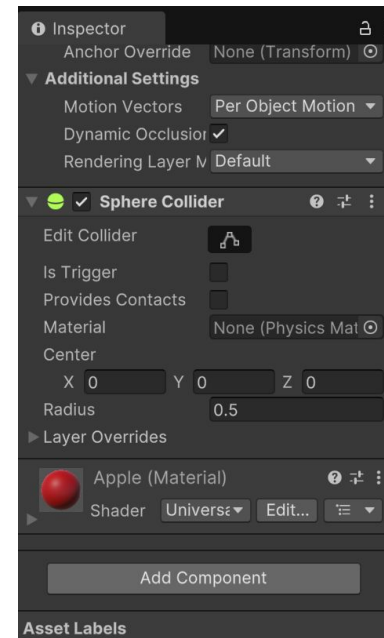 Inspector
Anchor Override None (Transform)
Additional Settings
Motion Vectors Per Object Motion
Dynamic Occlusion
Rendering Layer M Default
Sphere Collider
Edit Collider
Is Trigger
Provides Contacts
Material None (Physics Mat
Center
X 0 Y 0 Z 0
Radius 0.5
Layer Overrides
Apple (Material)
Shader Universa Edit...
Add Component
Asset Labels